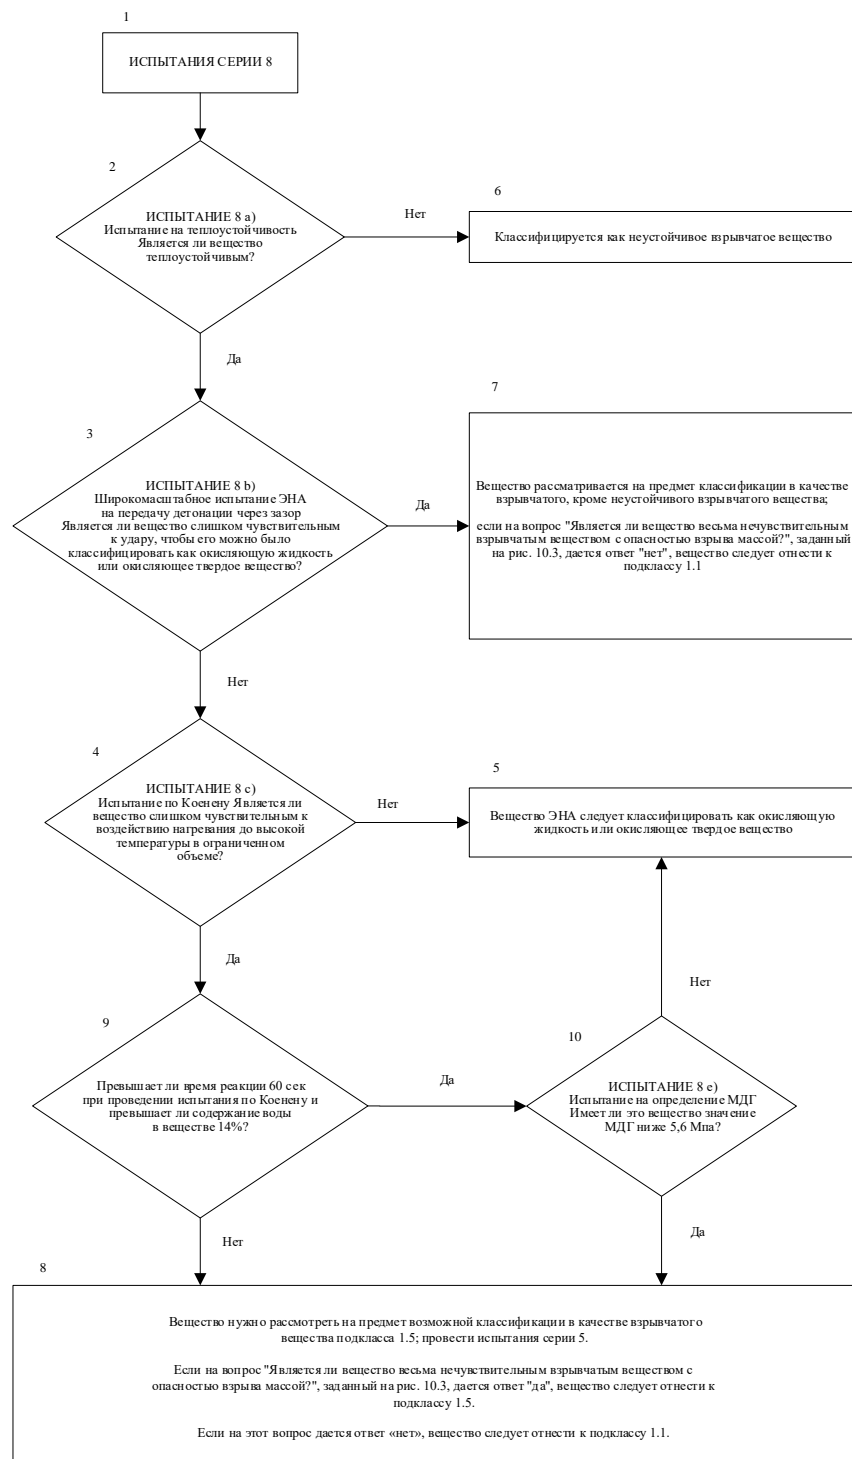 1
ИСПЫТАНИЯ СЕРИИ 8
2
ИСПЫТАНИЕ 8 a)
Испытание на теплоустойчивость
Является ли вещество
теплоустойчивым?
Нет
6
Классифицируется как неустойчивое взрывчатое вещество
Да
3
ИСПЫТАНИЕ 8 b)
Широкомасштабное испытание ЭНА
на передачу детонации через зазор
Является ли вещество слишком чувствительным
к удару, чтобы его можно было
классифицировать как окисляющую жидкость
или окисляющее твердое вещество?
Да
7
Вещество рассматривается на предмет классификации в качестве
взрывчатого, кроме неустойчивого взрывчатого вещества;
если на вопрос "Является ли вещество весьма нечувствительным
взрывчатым веществом с опасностью взрыва массой?", заданный
на рис. 10.3, дается ответ "нет", вещество следует отнести к
подклассу 1.1
Нет
4
ИСПЫТАНИЕ 8 c)
Испытание по Коенену Является ли
вещество слишком чувствительным к
воздействию нагревания до высокой
температуры в ограниченном
объеме?
Нет
5
Вещество ЭНА следует классифицировать как окисляющую
жидкость или окисляющее твердое вещество
Да
Нет
9
Превышает ли время реакции 60 сек
при проведении испытания по Коенену и
превышает ли содержание воды
в веществе 14%?
Да
10
ИСПЫТАНИЕ 8 e)
Испытание на определение МДГ
Имеет ли это вещество значение
МДГ ниже 5,6 Мпа?
Нет
Да
8
Вещество нужно рассмотреть на предмет возможной классификации в качестве взрывчатого
вещества подкласса 1.5; провести испытания серии 5.
Если на вопрос "Является ли вещество весьма нечувствительным взрывчатым веществом с
опасностью взрыва массой?", заданный на рис. 10.3, дается ответ "да", вещество следует отнести к
подклассу 1.5.
Если на этот вопрос дается ответ «нет», вещество следует отнести к подклассу 1.1.